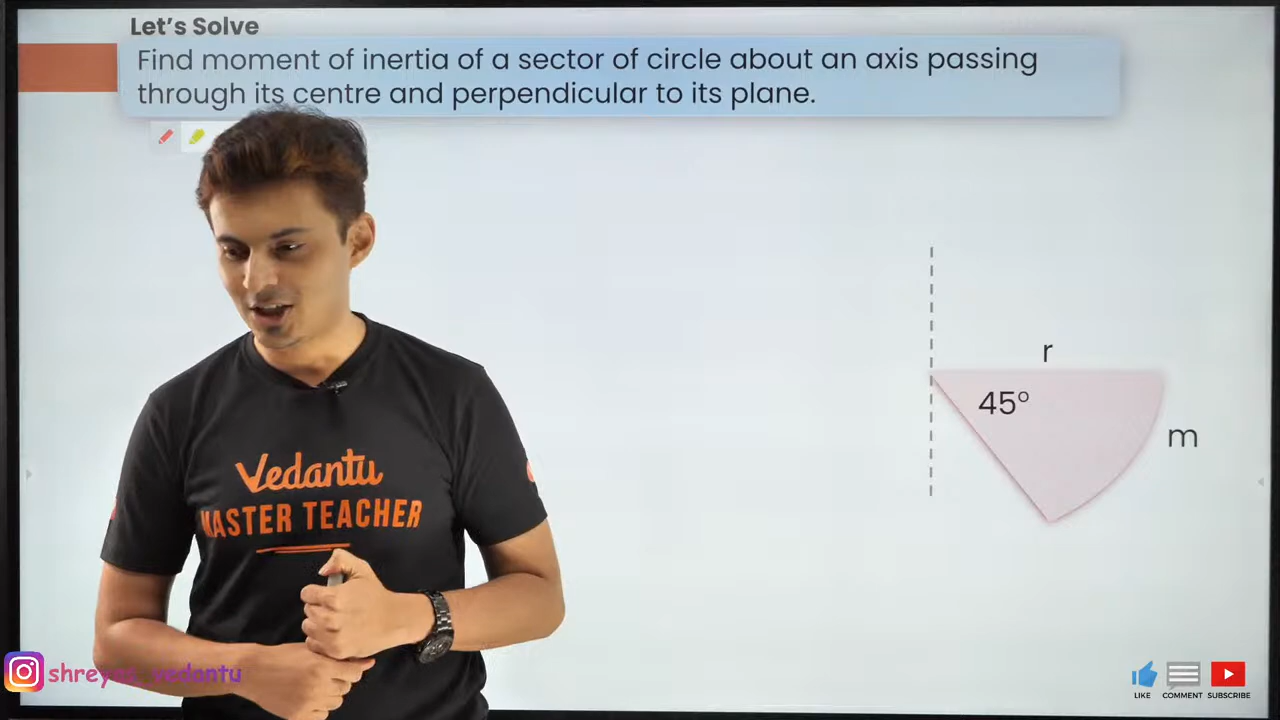 Let's Solve
Find moment of inertia of a sector of circle about an axis passing
through its centre and perpendicular to its plane.
r
45°
m
Vedantu
MASTER TEACHER
shreyas_vedantu
LIKE
COMMENT
SUBSCRIBE